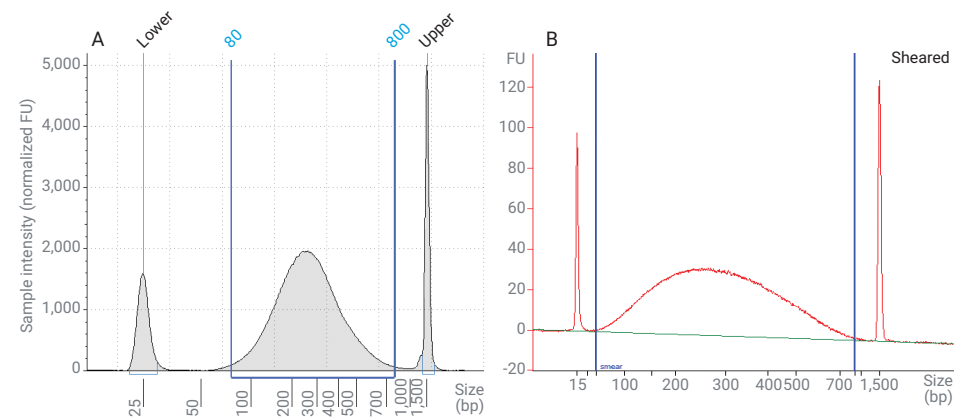 A
Lower
80
800
Upper
5,000
4,000
3,000
2,000
1,000
0
Sample intensity (normalized FU)
25
50
100
200
300
400
500
700
1,000
1,500
Size
(bp)
B
FU
Sheared
120
100
80
60
40
20
0
-20
smear
15
100
200
300
400
500
700
1,500
Size
(bp)